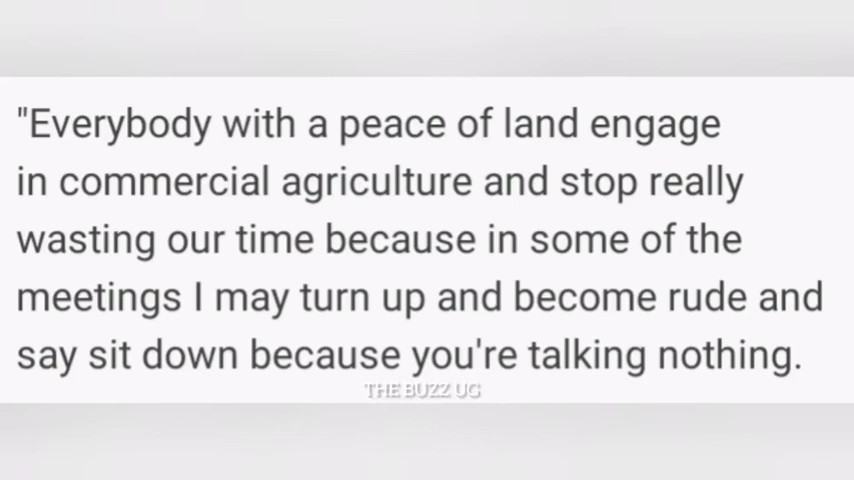 "Everybody with a peace of land engage
in commercial agriculture and stop really
wasting our time because in some of the
meetings I may turn up and become rude and
say sit down because you're talking nothing.
THE BUZZ UG